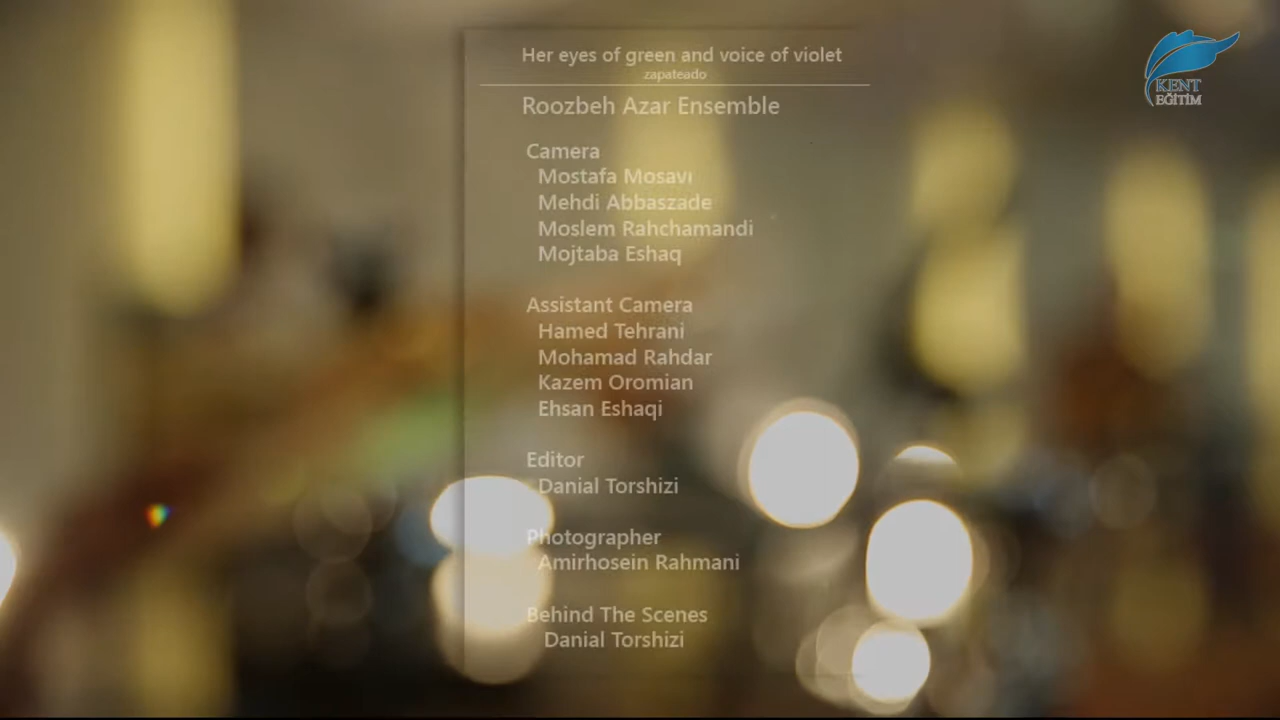 Her eyes of green and voice of violet
zapateado
Roozbeh Azar Ensemble
Camera
Mostafa Mosavi
Mehdi Abbaszade
Moslem Rahchamandi
Mojtaba Eshaq
Assistant Camera
Hamed Tehrani
Mohamad Rahdar
Kazem Oromian
Ehsan Eshaqi
Editor
Danial Torshizi
Photographer
Amirhosein Rahmani
Behind The Scenes
Danial Torshizi
KENT
EĞİTİM